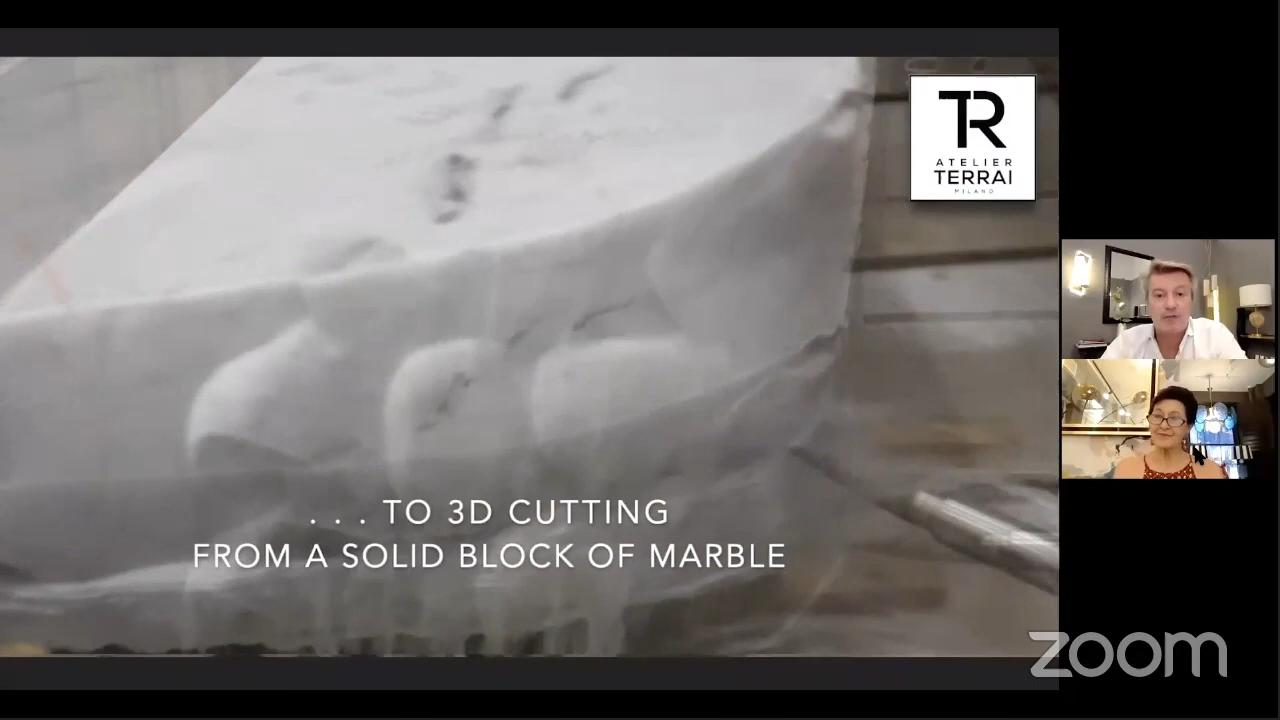 TR
ATELIER
TERRAI
MILANO
. . . TO 3D CUTTING
FROM A SOLID BLOCK OF MARBLE
zoom